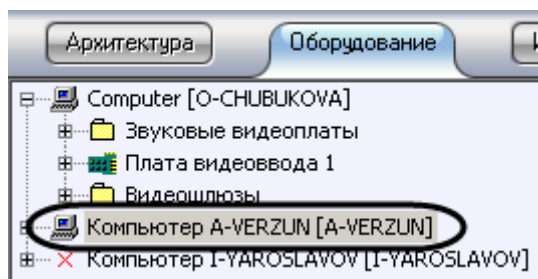 Архитектура Оборудование И
Computer [O-CHUBUKOVA]
Звуковые видеоплаты
Плата видеоввода 1
Видеошлюзы
Компьютер A-VERZUN [A-VERZUN]
Компьютер I-YAROSLAVOV [I-YAROSLAVOV]